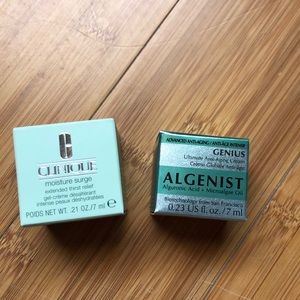 CLINIQUE
moisture surge
extended thirst relief
gel-crème désaltérant
intense peaux déshydratées
POIDS NET WT. .21 OZ./7 ml e
ADVANCED ANTI-AGING / ANTI-ÂGE INTENSE
GENIUS
Ultimate Anti-Aging Cream
ALGENIST
Alguronic Acid + Microalgae Oil
Biotechnology from San Francisco
0.23 US fl. oz. / 7 ml